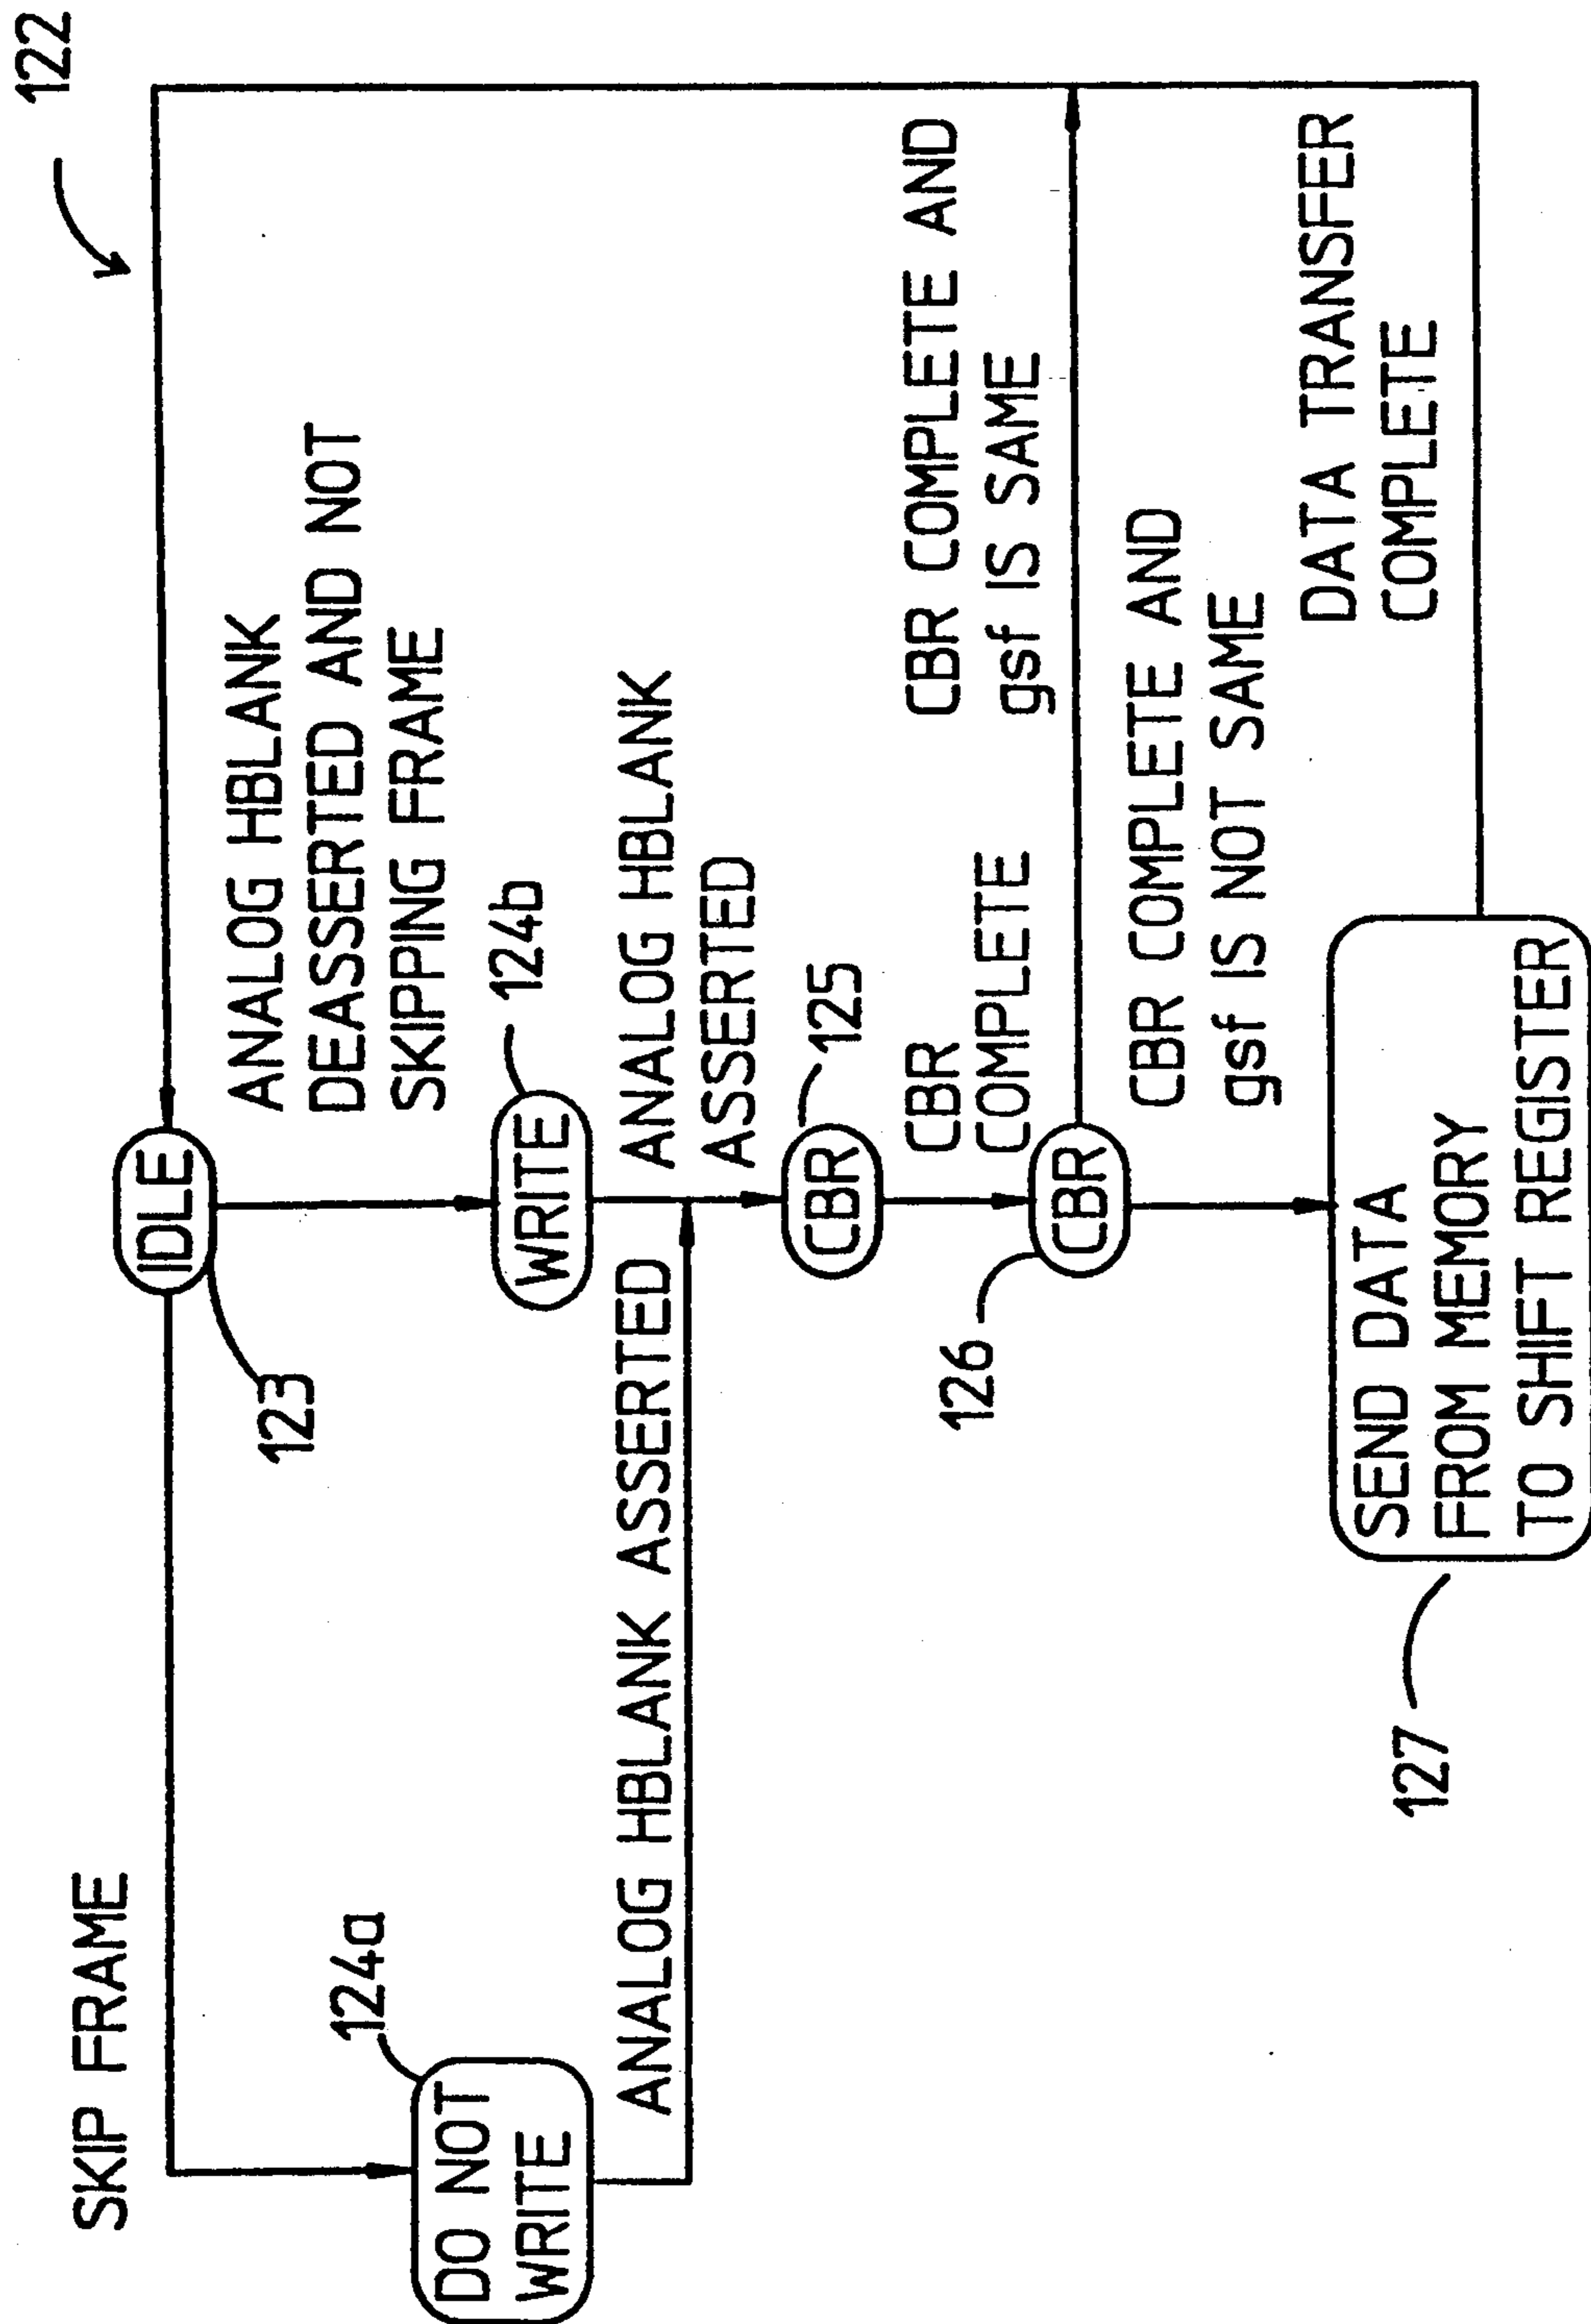 122
SKIP FRAME
IDLE
123
ANALOG HBLANK
DEASSERTED AND NOT
SKIPPING FRAME
124a
DO NOT
WRITE
124b
WRITE
ANALOG HBLANK ASSERTED
ANALOG HBLANK
ASSERTED
125
CBR
CBR
COMPLETE
CBR COMPLETE AND
gsf IS SAME
126
CBR
CBR COMPLETE AND
gsf IS NOT SAME
DATA TRANSFER
COMPLETE
127
SEND DATA
FROM MEMORY
TO SHIFT REGISTER